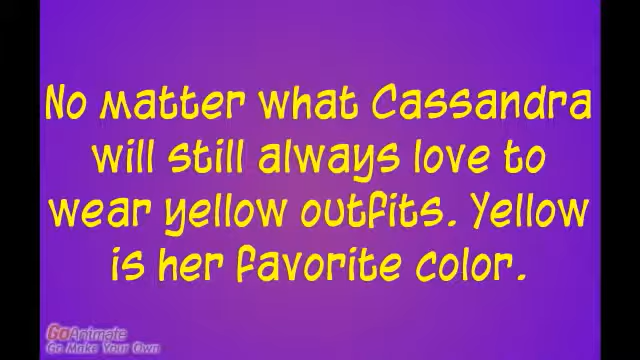 No matter what Cassandra
will still always love to
wear yellow outfits. Yellow
is her favorite color.
GoAnimate
Go Make Your Own